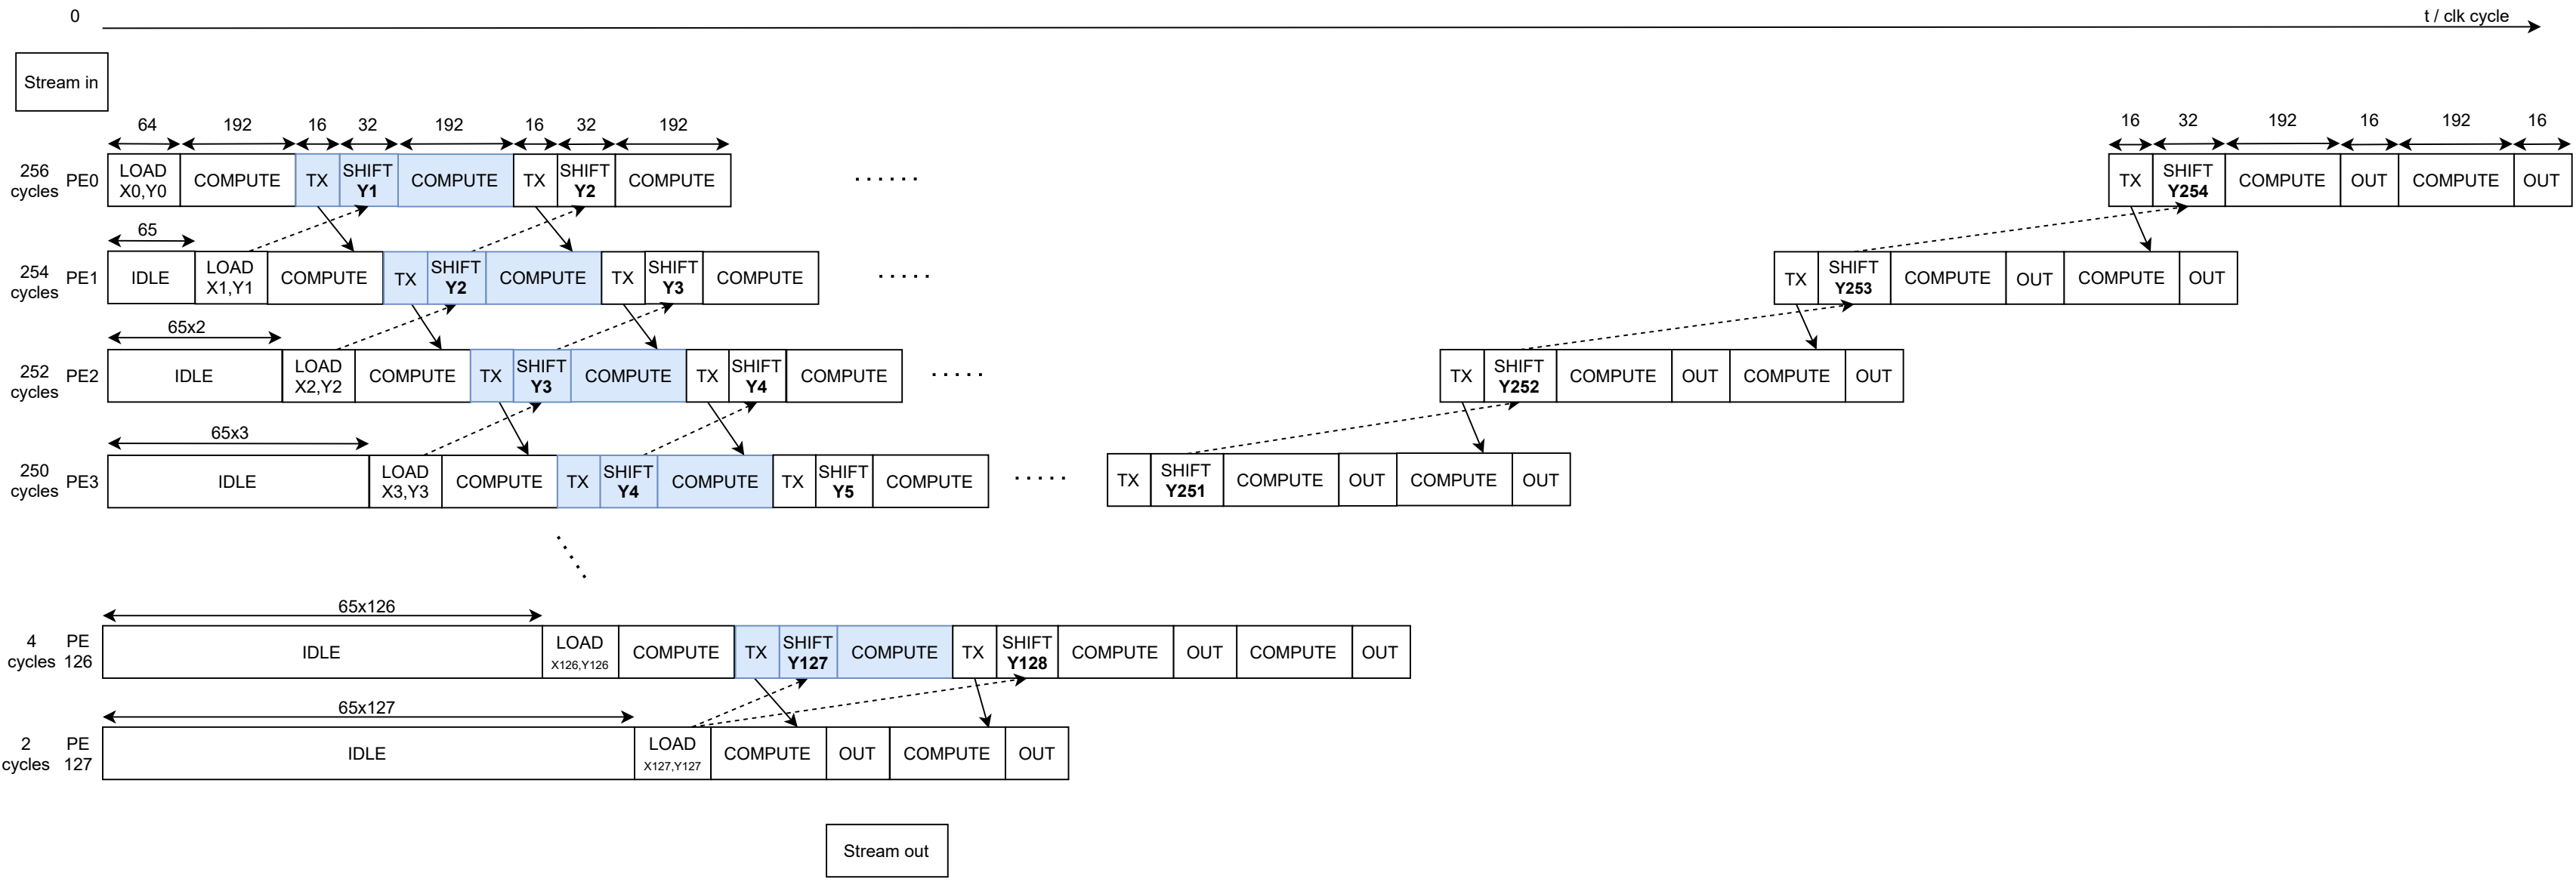 0
t / clk cycle
Stream in
64 192 16 32 192 16 32 192 16 32 192 16 192 16
256
cycles
PE0
LOAD
X0,Y0
COMPUTE
TX
SHIFT
Y1
COMPUTE
TX
SHIFT
Y2
COMPUTE
......
TX
SHIFT
Y254
COMPUTE
OUT
COMPUTE
OUT
65
254
cycles
PE1
IDLE
LOAD
X1,Y1
COMPUTE
TX
SHIFT
Y2
COMPUTE
TX
SHIFT
Y3
COMPUTE
.....
TX
SHIFT
Y253
COMPUTE
OUT
COMPUTE
OUT
65x2
252
cycles
PE2
IDLE
LOAD
X2,Y2
COMPUTE
TX
SHIFT
Y3
COMPUTE
TX
SHIFT
Y4
COMPUTE
.....
TX
SHIFT
Y252
COMPUTE
OUT
COMPUTE
OUT
65x3
250
cycles
PE3
IDLE
LOAD
X3,Y3
COMPUTE
TX
SHIFT
Y4
COMPUTE
TX
SHIFT
Y5
COMPUTE
.....
TX
SHIFT
Y251
COMPUTE
OUT
COMPUTE
OUT
65x126
4
cycles
PE
126
IDLE
LOAD
X126,Y126
COMPUTE
TX
SHIFT
Y127
COMPUTE
TX
SHIFT
Y128
COMPUTE
OUT
COMPUTE
OUT
65x127
2
cycles
PE
127
IDLE
LOAD
X127,Y127
COMPUTE
OUT
COMPUTE
OUT
Stream out